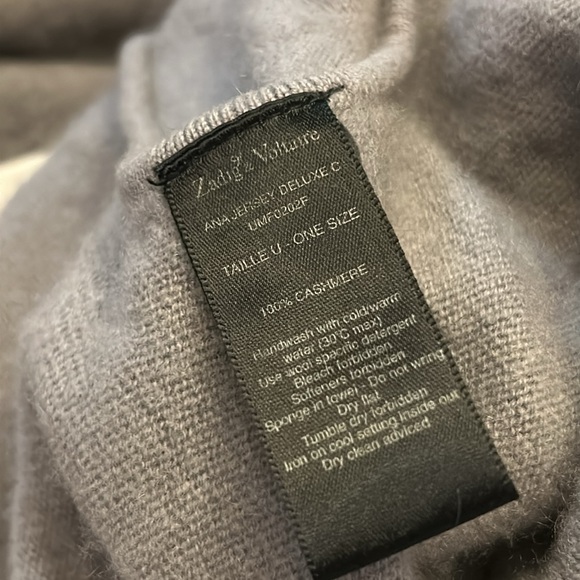 Zadig & Voltaire
ANA JERSEY DELUXE C
UMF0202F
TAILLE U - ONE SIZE
100% CASHMERE
Handwash with cold/warm
water (30°C max)
Use wool specific detergent
Bleach forbidden
Softeners forbidden
Sponge in towel - Do not wring
Dry flat
Tumble dry forbidden
Iron on cool setting inside out
Dry clean adviced